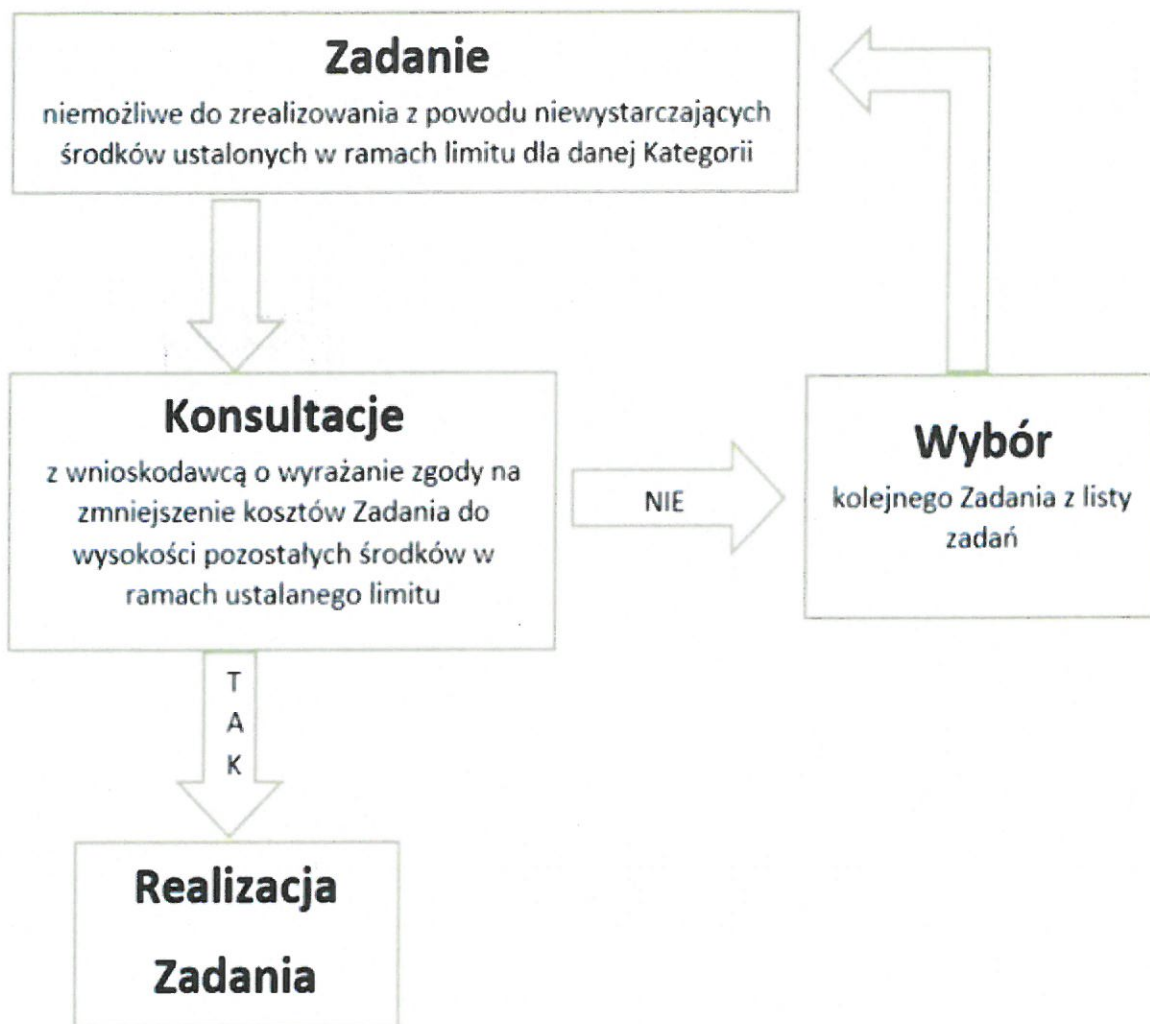 Zadanie
niemożliwe do zrealizowania z powodu niewystarczających
środków ustalonych w ramach limitu dla danej Kategorii
Konsultacje
z wnioskodawcą o wyrażanie zgody na
zmniejszenie kosztów Zadania do
wysokości pozostałych środków w
ramach ustalanego limitu
NIE
Wybór
kolejnego Zadania z listy
zadań
T
A
K
Realizacja
Zadania